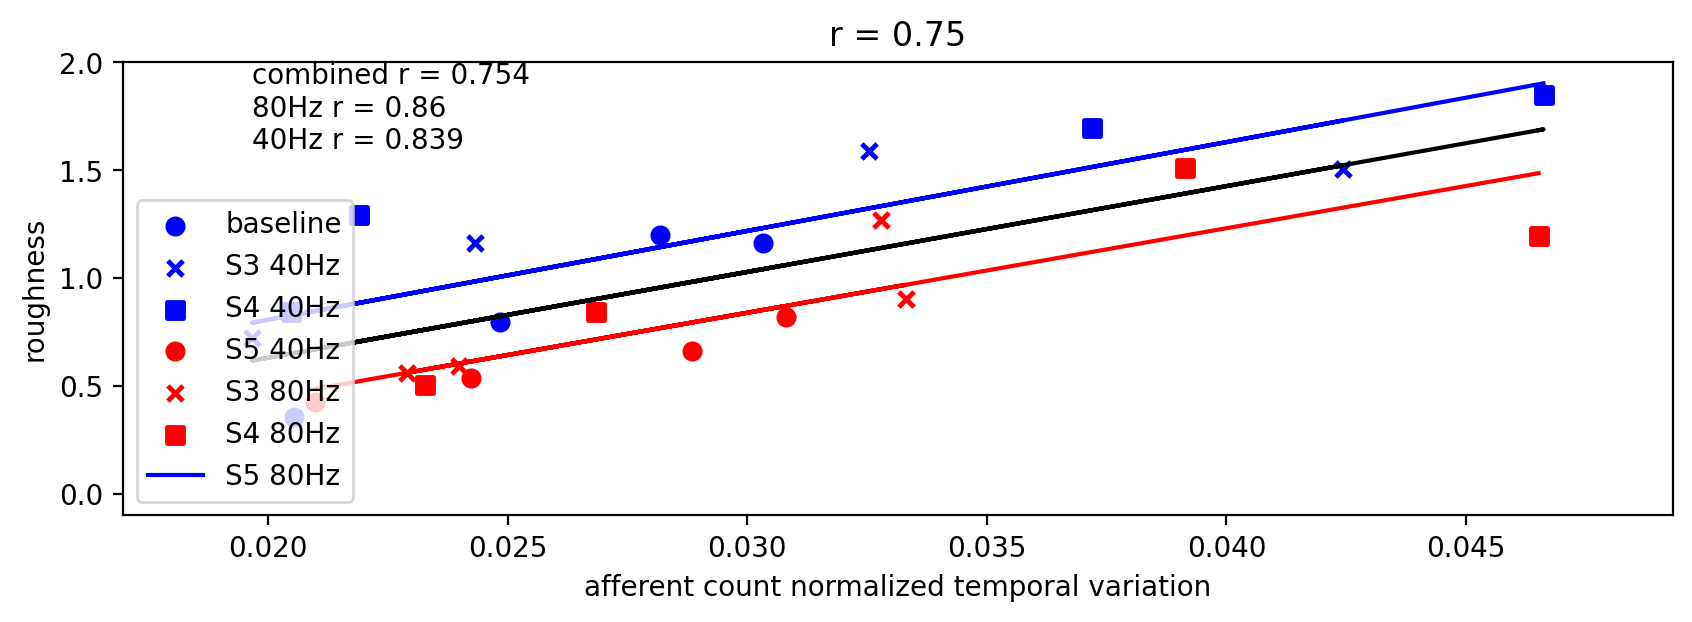 r = 0.75
combined r = 0.754
80Hz r = 0.86
40Hz r = 0.839
2.0
1.5
1.0
0.5
0.0
roughness
baseline
S3 40Hz
S4 40Hz
S5 40Hz
S3 80Hz
S4 80Hz
S5 80Hz
0.020 0.025 0.030 0.035 0.040 0.045
afferent count normalized temporal variation